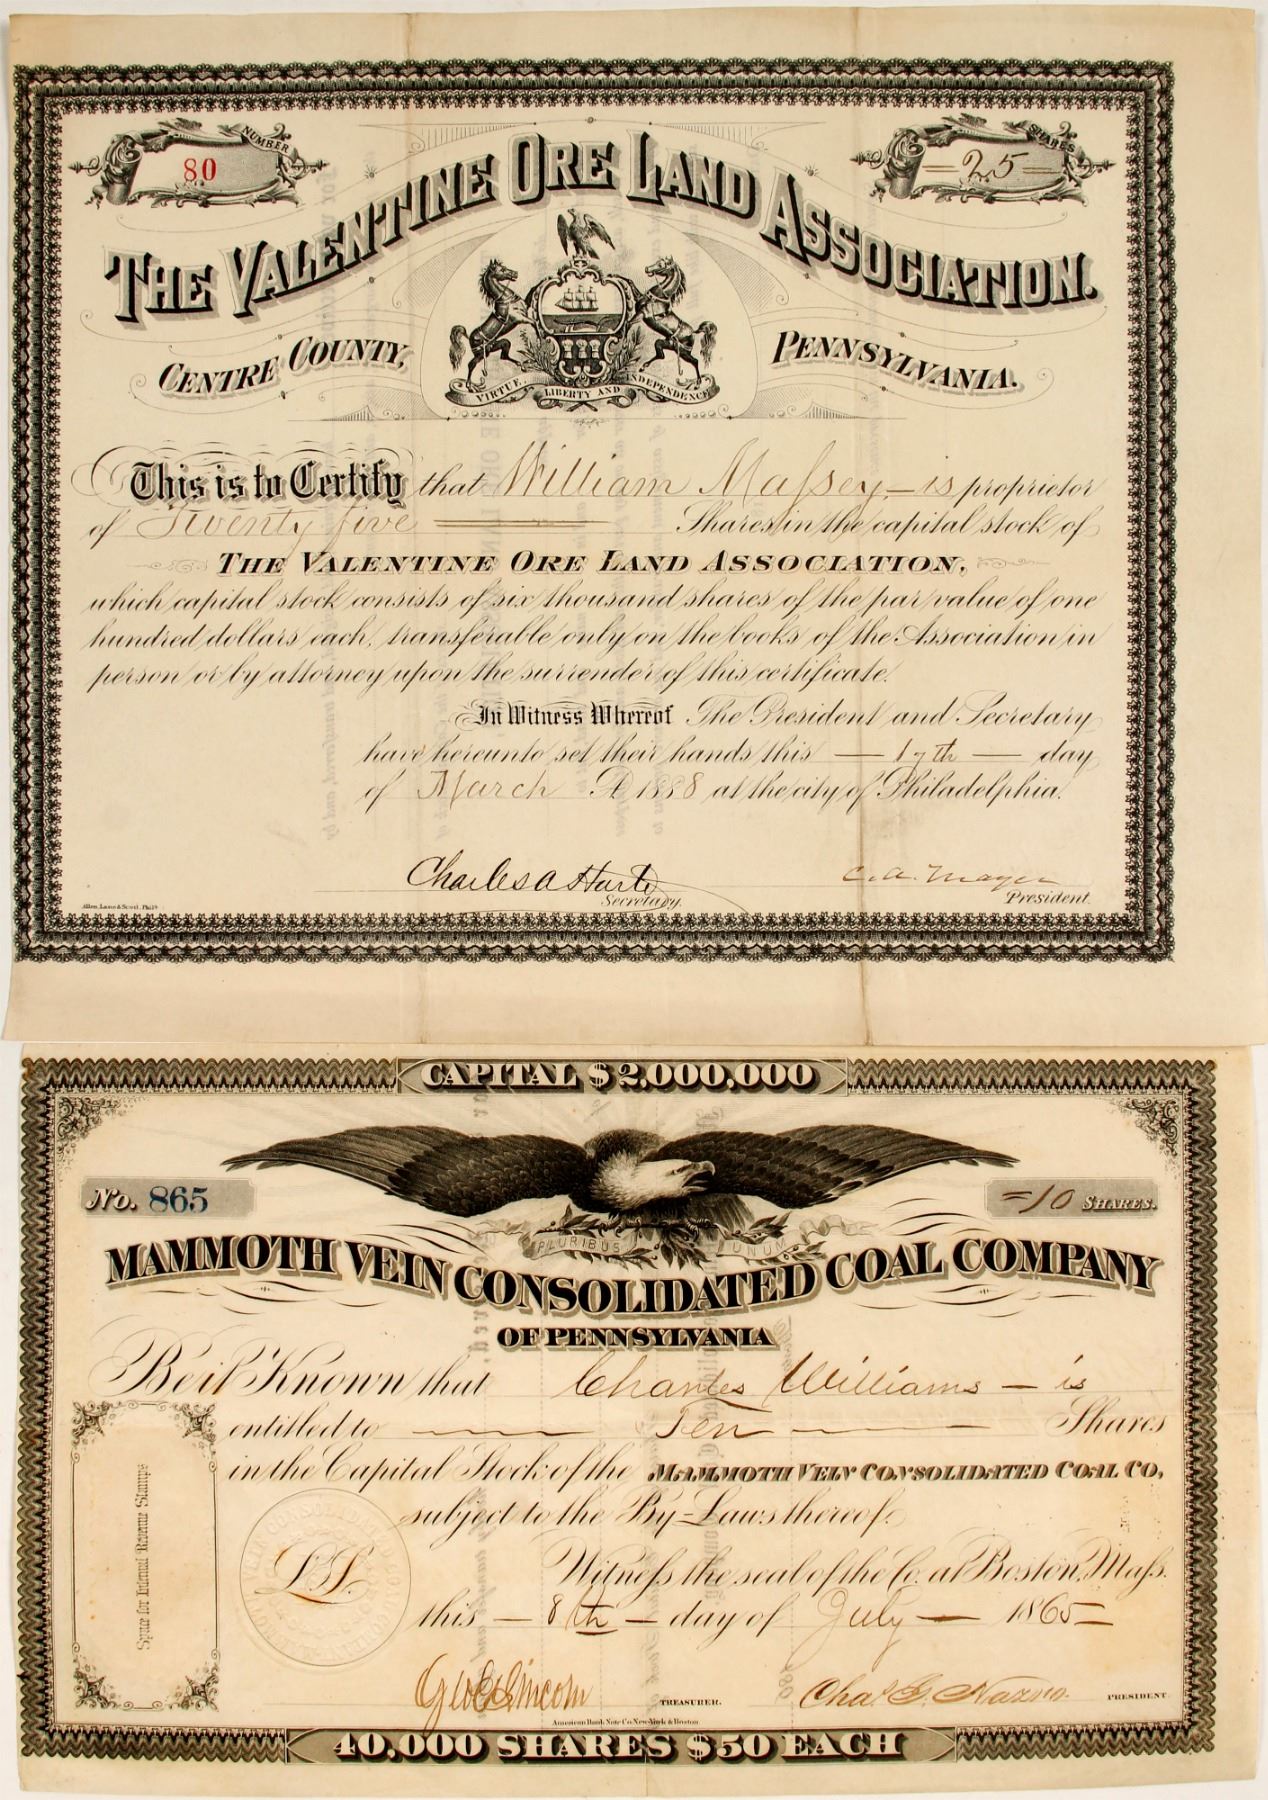 NUMBER
80
SHARES
25
THE VALENTINE ORE LAND ASSOCIATION.
CENTRE COUNTY, PENNSYLVANIA.
VIRTUE, LIBERTY AND INDEPENDENCE
This is to Certify that William Massey is proprietor
of Twenty five Shares in the capital stock of
THE VALENTINE ORE LAND ASSOCIATION,
which capital stock consists of six thousand shares of the par value of one
hundred dollars each, transferable only on the books of the Association in
person or by attorney upon the surrender of this certificate.
In Witness Whereof The President and Secretary
have hereunto set their hands this — 17th — day
of March AD 1888 at the city of Philadelphia.
Charles A Harte
Secretary.
C. A. Mayer
President.
Allen, Lane & Scott, Phila
CAPITAL $2,000,000
No. 865
=10 SHARES.
PLURIBUS UNUM
MAMMOTH VEIN CONSOLIDATED COAL COMPANY
OF PENNSYLVANIA
Be it Known that Charles Williams — is
entitled to — Ten — Shares
in the Capital Stock of the MAMMOTH VEIN CONSOLIDATED COAL CO,
subject to the By-Laws thereof.
Witness the seal of the Co. at Boston, Mass.
this — 8th — day of July — 1865
Space for Internal Revenue Stamps
L.S.
TREASURER.
PRESIDENT
American Bank Note Co. New-York & Boston.
40,000 SHARES $50 EACH